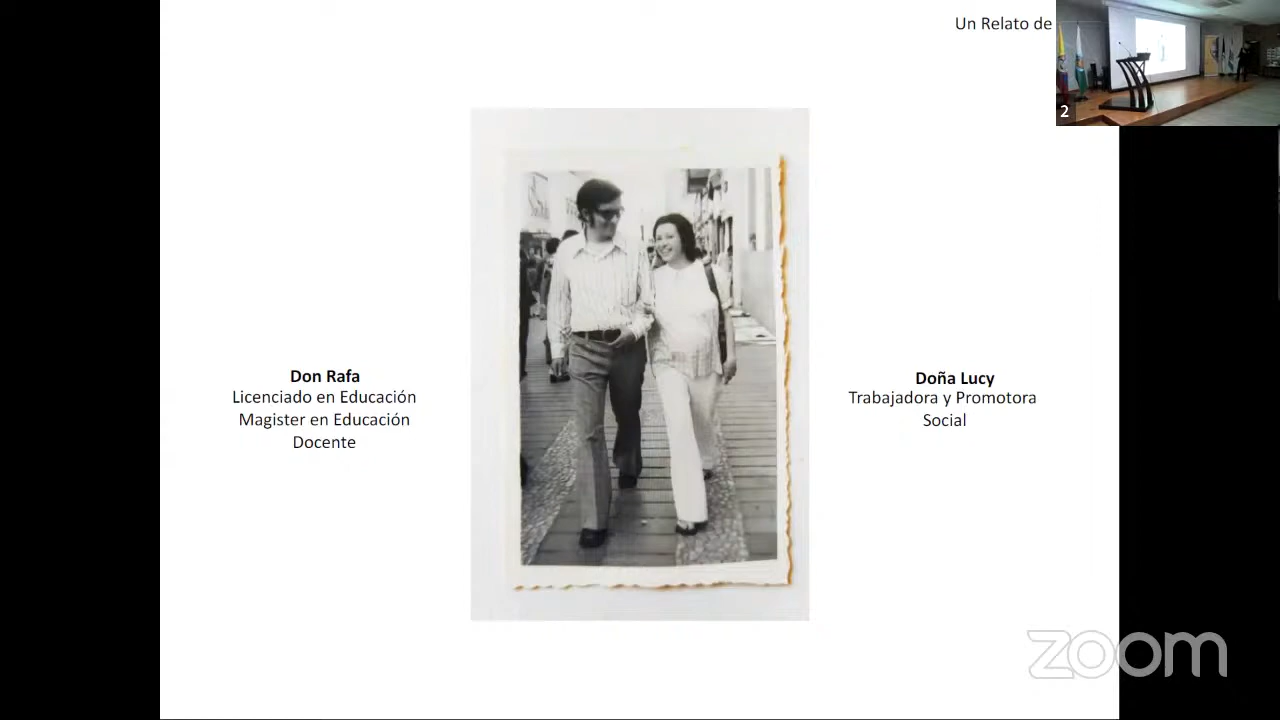 Un Relato de
2
Don Rafa
Licenciado en Educación
Magister en Educación
Docente
Doña Lucy
Trabajadora y Promotora
Social
zoom